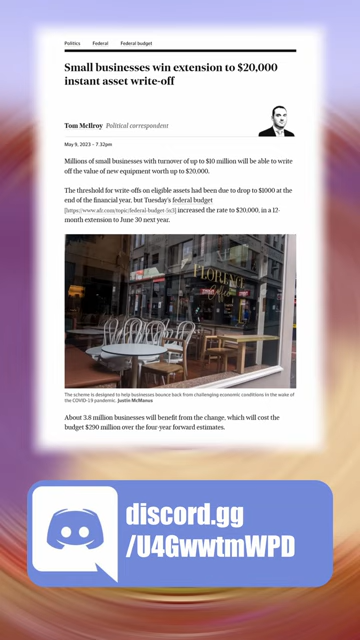 Politics Federal Federal budget
Small businesses win extension to $20,000
instant asset write-off
Tom McIlroy Political correspondent
May 9, 2023 – 7.32pm
Millions of small businesses with turnover of up to $10 million will be able to write
off the value of new equipment worth up to $20,000.
The threshold for write-offs on eligible assets had been due to drop to $1000 at the
end of the financial year, but Tuesday's federal budget
[https://www.afr.com/topic/federal-budget-5n3] increased the rate to $20,000, in a 12-
month extension to June 30 next year.
FLORENCE
The scheme is designed to help businesses bounce back from challenging economic conditions in the wake of
the COVID-19 pandemic. Justin McManus
About 3.8 million businesses will benefit from the change, which will cost the
budget $290 million over the four-year forward estimates.
discord.gg
/U4GwwtmWPD